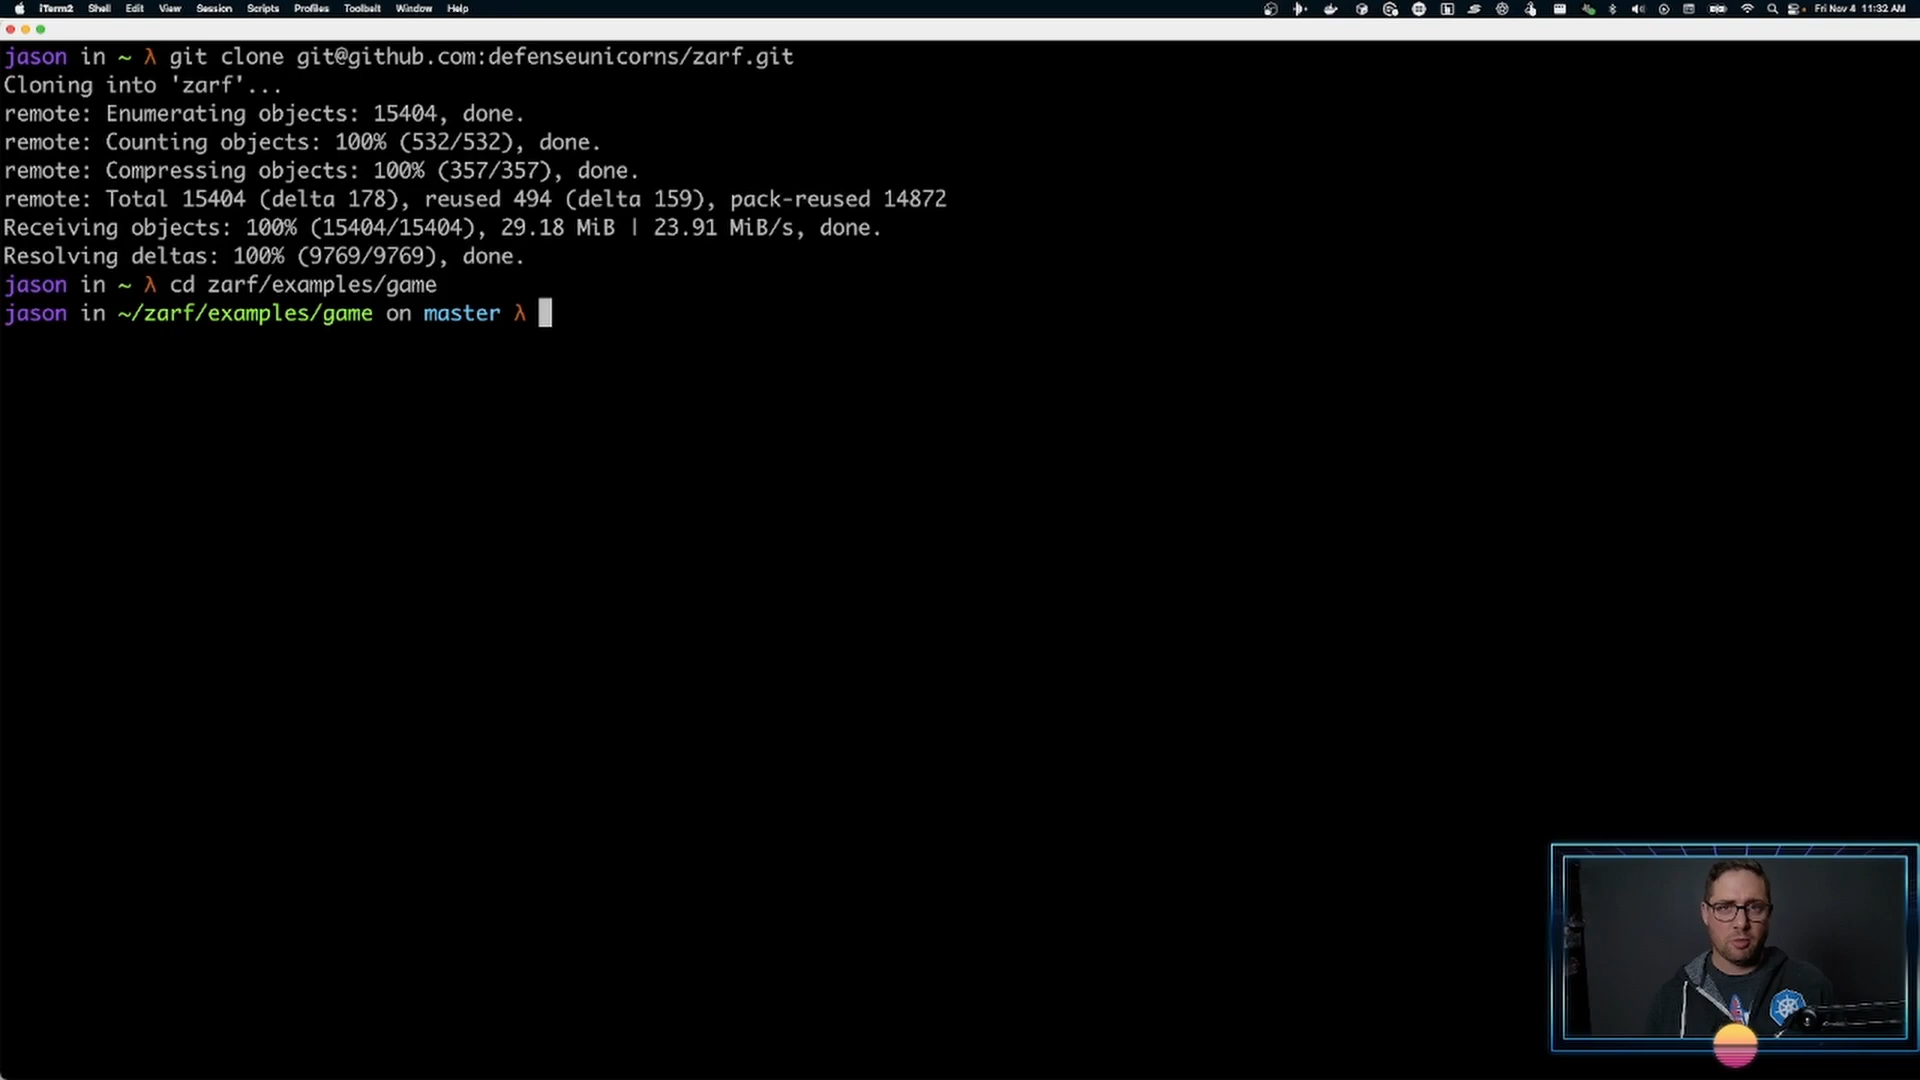 iTerm2 Shell Edit View Session Scripts Profiles Toolbelt Window Help Fri Nov 4 11:32 AM
jason in ~ λ git clone git@github.com:defenseunicorns/zarf.git
Cloning into 'zarf'...
remote: Enumerating objects: 15404, done.
remote: Counting objects: 100% (532/532), done.
remote: Compressing objects: 100% (357/357), done.
remote: Total 15404 (delta 178), reused 494 (delta 159), pack-reused 14872
Receiving objects: 100% (15404/15404), 29.18 MiB | 23.91 MiB/s, done.
Resolving deltas: 100% (9769/9769), done.
jason in ~ λ cd zarf/examples/game
jason in ~/zarf/examples/game on master λ